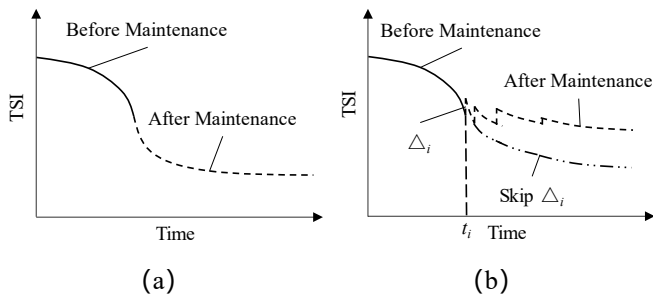 Before Maintenance
After Maintenance
TSI
Time
(a)
Before Maintenance
After Maintenance
TSI
△i
Skip △i
ti
Time
(b)